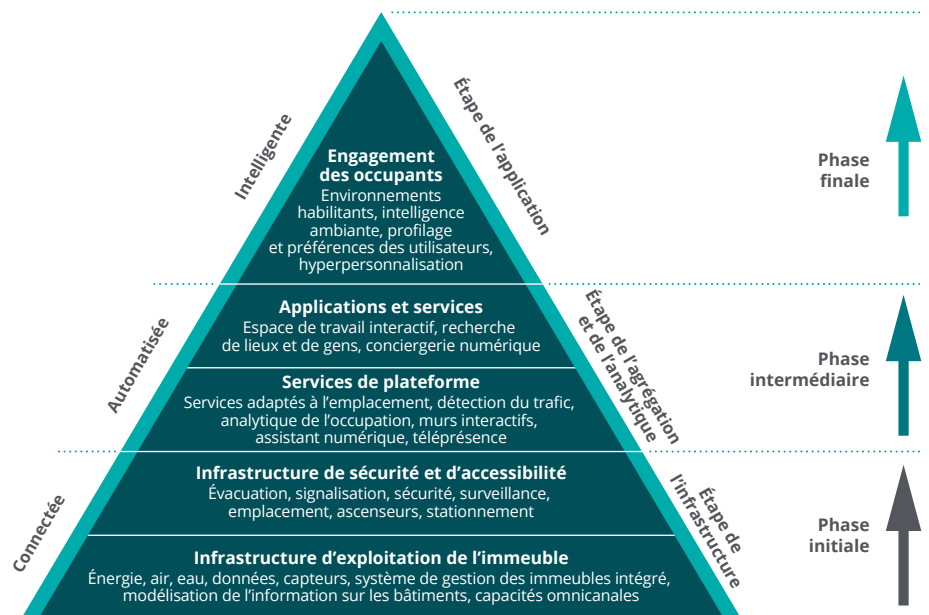 Intelligente
Étape de l'application
Engagement
des occupants
Environnements
habilitants, intelligence
ambiante, profilage
et préférences des utilisateurs,
hyperpersonnalisation
Phase
finale
Automatisée
Étape de l'agrégation
et de l'analytique
Applications et services
Espace de travail interactif, recherche
de lieux et de gens, conciergerie numérique
Services de plateforme
Services adaptés à l'emplacement, détection du trafic,
analytique de l'occupation, murs interactifs,
assistant numérique, téléprésence
Phase
intermédiaire
Connectée
Étape de
l'infrastructure
Infrastructure de sécurité et d'accessibilité
Évacuation, signalisation, sécurité, surveillance,
emplacement, ascenseurs, stationnement
Infrastructure d'exploitation de l'immeuble
Énergie, air, eau, données, capteurs, système de gestion des immeubles intégré,
modélisation de l'information sur les bâtiments, capacités omnicanales
Phase
initiale